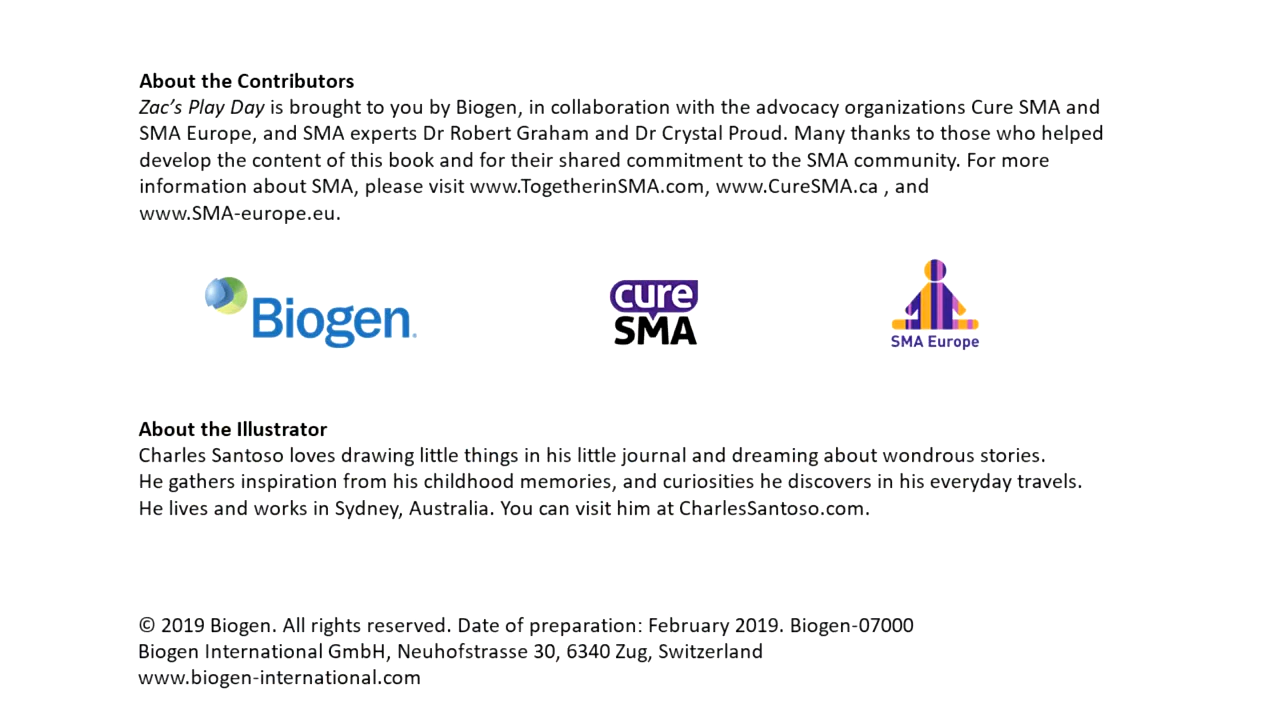 About the Contributors
Zac’s Play Day is brought to you by Biogen, in collaboration with the advocacy organizations Cure SMA and
SMA Europe, and SMA experts Dr Robert Graham and Dr Crystal Proud. Many thanks to those who helped
develop the content of this book and for their shared commitment to the SMA community. For more
information about SMA, please visit www.TogetherinSMA.com, www.CureSMA.ca , and
www.SMA-europe.eu.
Biogen.
cure
SMA
SMA Europe
About the Illustrator
Charles Santoso loves drawing little things in his little journal and dreaming about wondrous stories.
He gathers inspiration from his childhood memories, and curiosities he discovers in his everyday travels.
He lives and works in Sydney, Australia. You can visit him at CharlesSantoso.com.
© 2019 Biogen. All rights reserved. Date of preparation: February 2019. Biogen-07000
Biogen International GmbH, Neuhofstrasse 30, 6340 Zug, Switzerland
www.biogen-international.com